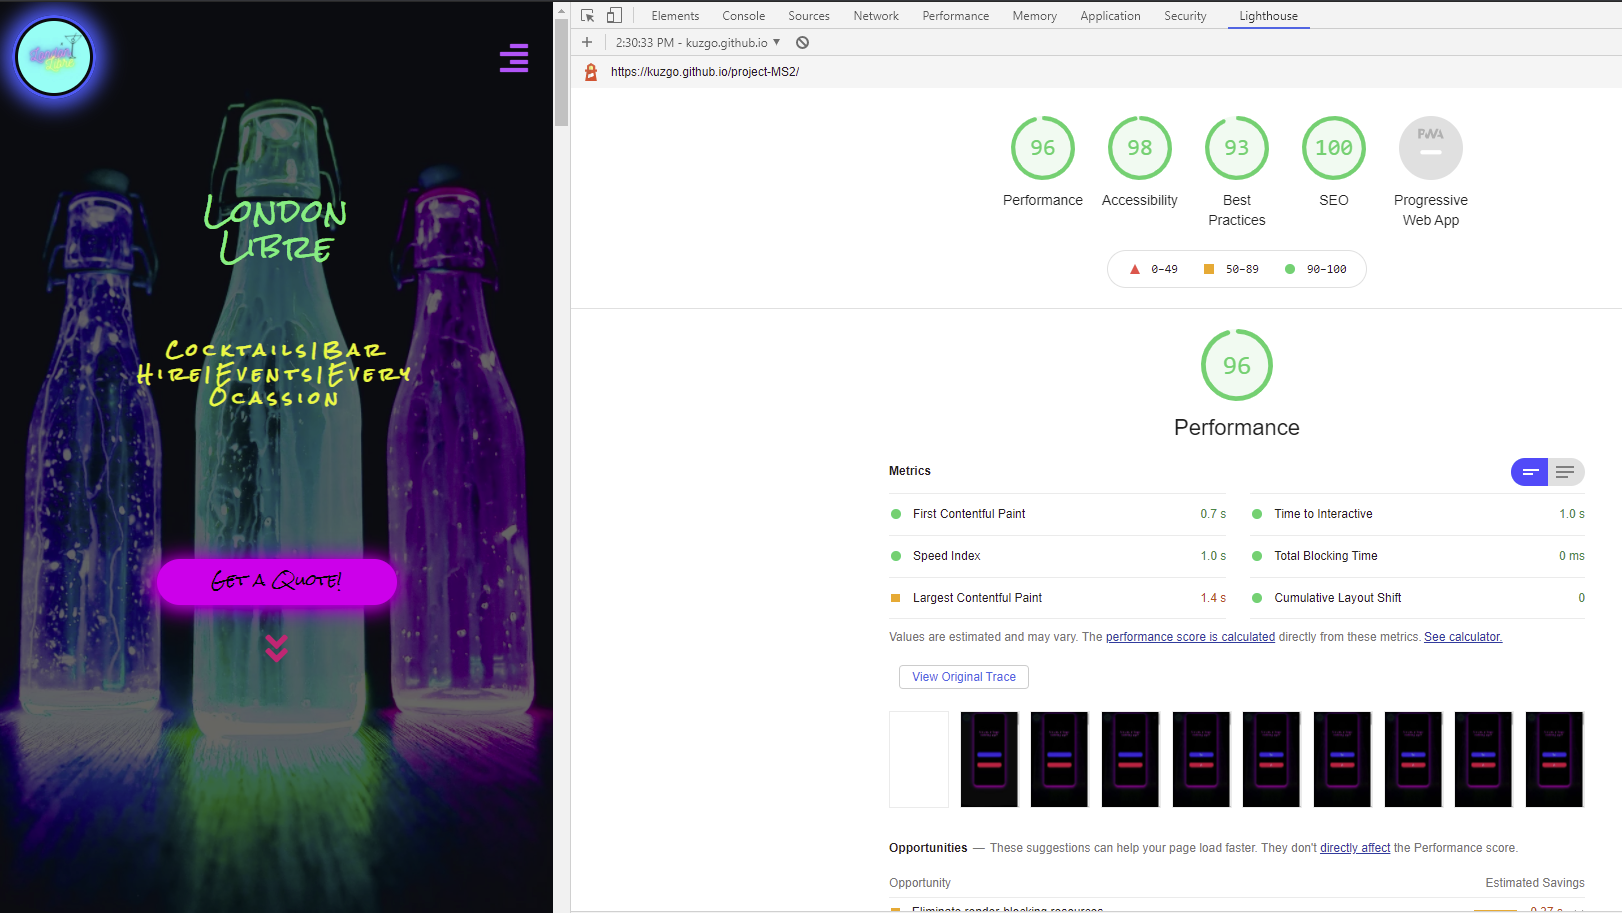 London
Libre
Cocktails|Bar
Hire|Events|Every
Ocassion
Get a Quote!
Elements Console Sources Network Performance Memory Application Security Lighthouse
2:30:33 PM - kuzgo.github.io
https://kuzgo.github.io/project-MS2/
96 98 93 100 PWA
Performance Accessibility Best Practices SEO Progressive Web App
0–49 50–89 90–100
96
Performance
Metrics
First Contentful Paint 0.7 s Time to Interactive 1.0 s
Speed Index 1.0 s Total Blocking Time 0 ms
Largest Contentful Paint 1.4 s Cumulative Layout Shift 0
Values are estimated and may vary. The performance score is calculated directly from these metrics. See calculator.
View Original Trace
Opportunities — These suggestions can help your page load faster. They don't directly affect the Performance score.
Opportunity Estimated Savings
Eliminate render-blocking resources 0.27 s